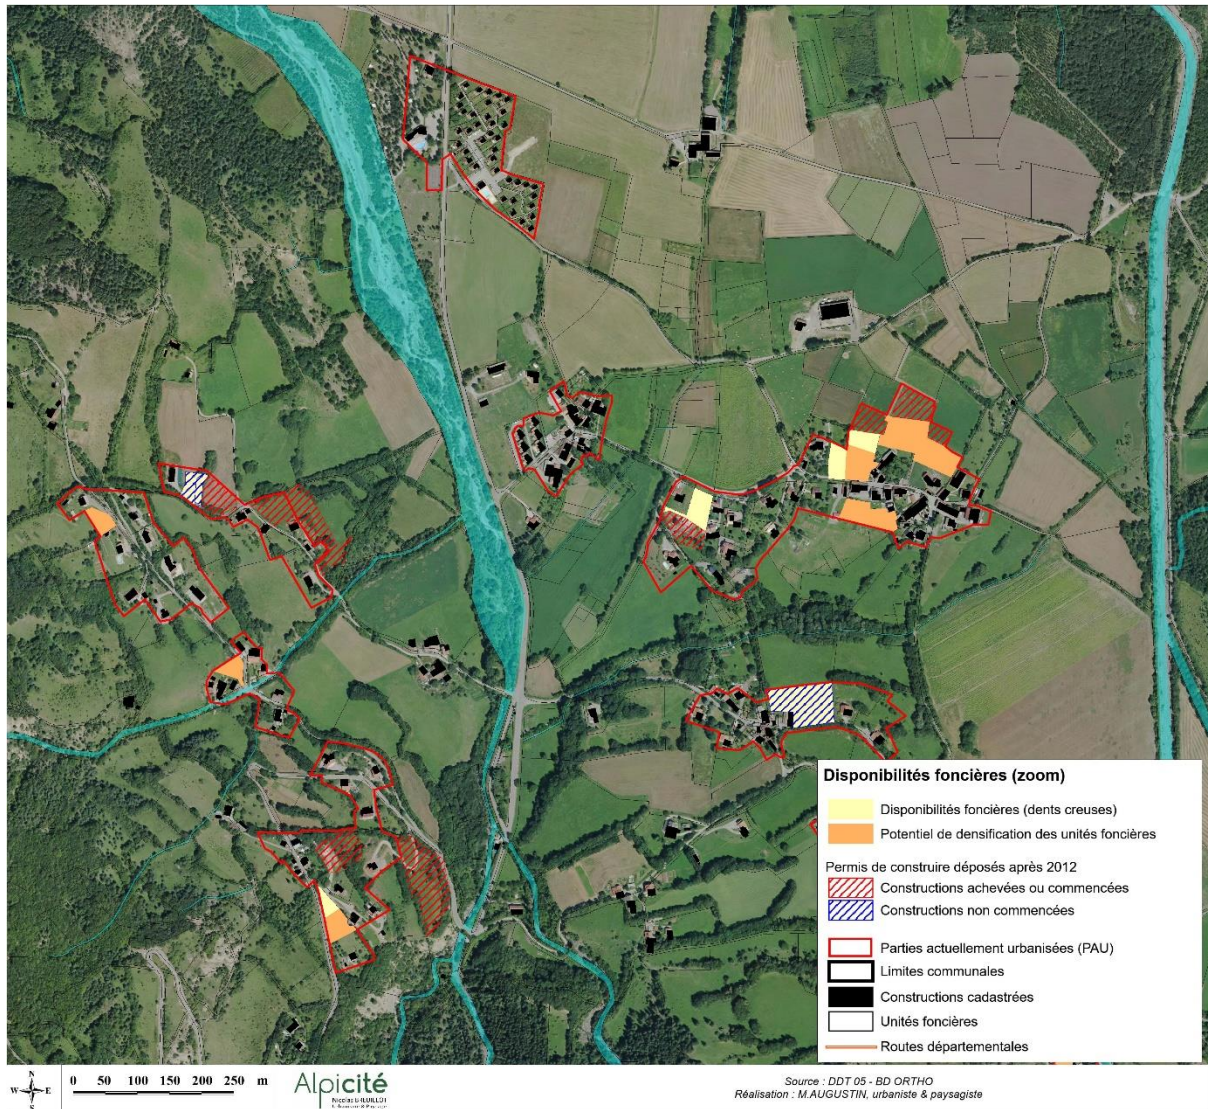 Disponibilités foncières (zoom)
Disponibilités foncières (dents creuses)
Potentiel de densification des unités foncières
Permis de construire déposés après 2012
Constructions achevées ou commencées
Constructions non commencées
Parties actuellement urbanisées (PAU)
Limites communales
Constructions cadastrées
Unités foncières
Routes départementales
N
W E
S
0 50 100 150 200 250 m
Alpicité
Source : DDT 05 - BD ORTHO
Réalisation : M.AUGUSTIN, urbaniste & paysagiste